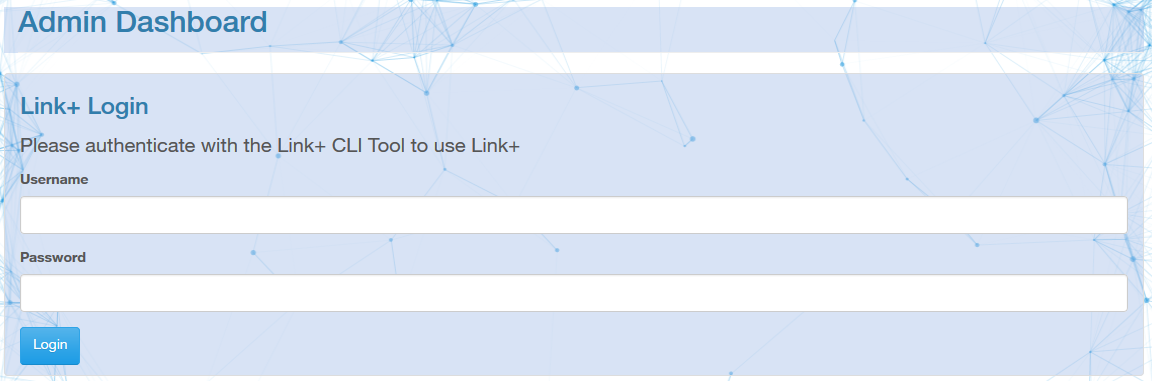 Admin Dashboard
Link+ Login
Please authenticate with the Link+ CLI Tool to use Link+
Username
Password
Login